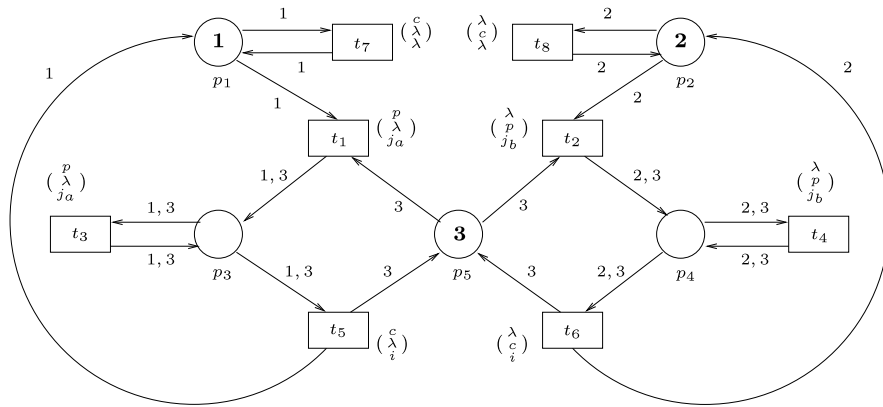 1 c λ 2
1 t7 ( λ ) ( c ) t8 2
1 1 λ λ 2 2
p1 p2
1 2
p λ
t1 ( λ ) ( p ) t2
ja jb
p λ
( λ ) 1, 3 2, 3 ( p )
ja jb
1, 3 3 3 2, 3
t3 3 t4
1, 3 p3 p5 p4 2, 3
1, 3 3 3 2, 3
t5 t6
c λ
( λ ) ( c )
i i